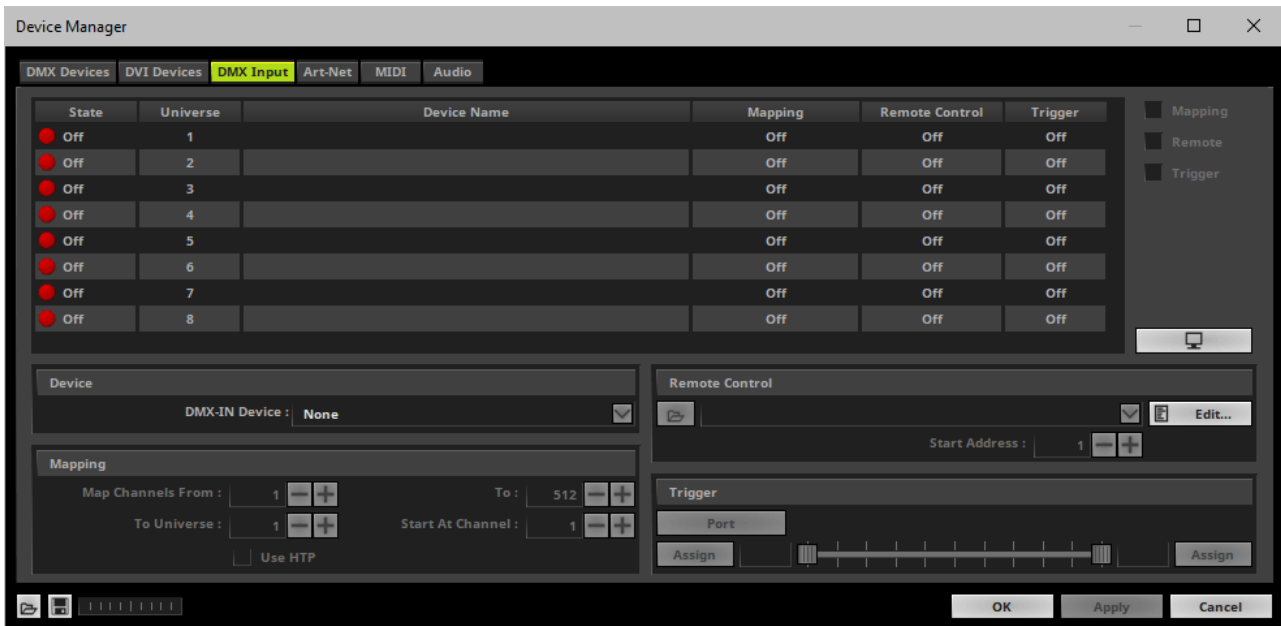 Device Manager
DMX Devices DVI Devices DMX Input Art-Net MIDI Audio
State Universe Device Name Mapping Remote Control Trigger
Off 1 Off Off Off
Off 2 Off Off Off
Off 3 Off Off Off
Off 4 Off Off Off
Off 5 Off Off Off
Off 6 Off Off Off
Off 7 Off Off Off
Off 8 Off Off Off
Mapping
Remote
Trigger
Device
DMX-IN Device : None
Mapping
Map Channels From : 1 To : 512
To Universe : 1 Start At Channel : 1
Use HTP
Remote Control
Edit...
Start Address : 1
Trigger
Port
Assign Assign
OK Apply Cancel